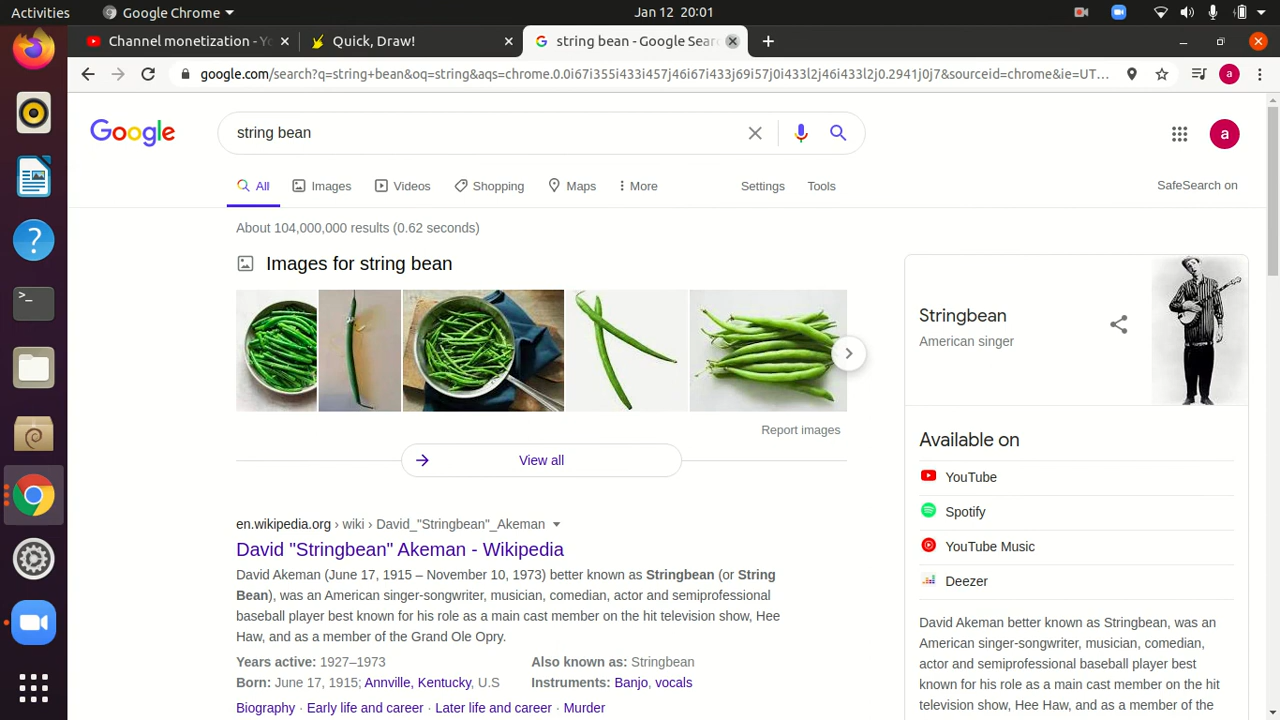 Activities
Google Chrome
Jan 12 20:01
Channel monetization - Yo
Quick, Draw!
string bean - Google Sear
google.com/search?q=string+bean&oq=string&aqs=chrome.0.0i67i355i433i457j46i67i433j69i57j0i433l2j46i433l2j0.2941j0j7&sourceid=chrome&ie=UT...
a
Google
string bean
a
All
Images
Videos
Shopping
Maps
More
Settings
Tools
SafeSearch on
About 104,000,000 results (0.62 seconds)
Images for string bean
Report images
View all
en.wikipedia.org › wiki › David_"Stringbean"_Akeman
David "Stringbean" Akeman - Wikipedia
David Akeman (June 17, 1915 – November 10, 1973) better known as Stringbean (or String
Bean), was an American singer-songwriter, musician, comedian, actor and semiprofessional
baseball player best known for his role as a main cast member on the hit television show, Hee
Haw, and as a member of the Grand Ole Opry.
Years active: 1927–1973
Also known as: Stringbean
Born: June 17, 1915; Annville, Kentucky, U.S
Instruments: Banjo, vocals
Biography · Early life and career · Later life and career · Murder
Stringbean
American singer
Available on
YouTube
Spotify
YouTube Music
Deezer
David Akeman better known as Stringbean, was an
American singer-songwriter, musician, comedian,
actor and semiprofessional baseball player best
known for his role as a main cast member on the hit
television show, Hee Haw, and as a member of the